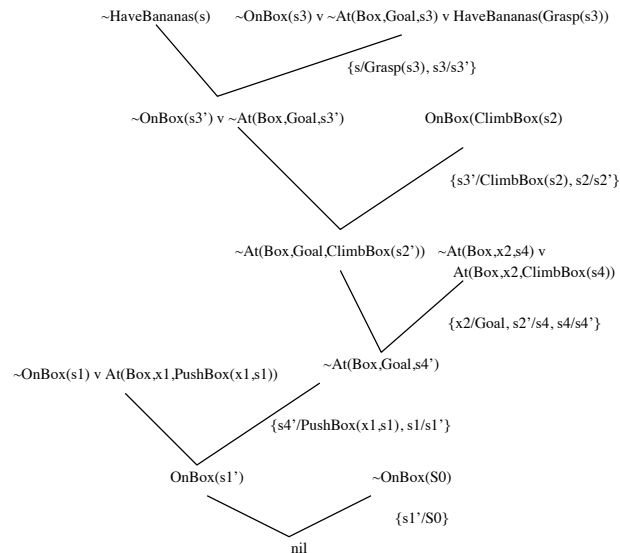 ~HaveBananas(s) ~OnBox(s3) v ~At(Box,Goal,s3) v HaveBananas(Grasp(s3))
{s/Grasp(s3), s3/s3'}
~OnBox(s3') v ~At(Box,Goal,s3') OnBox(ClimbBox(s2)
{s3'/ClimbBox(s2), s2/s2'}
~At(Box,Goal,ClimbBox(s2')) ~At(Box,x2,s4) v
At(Box,x2,ClimbBox(s4))
{x2/Goal, s2'/s4, s4/s4'}
~OnBox(s1) v At(Box,x1,PushBox(x1,s1)) ~At(Box,Goal,s4')
{s4'/PushBox(x1,s1), s1/s1'}
OnBox(s1') ~OnBox(S0)
{s1'/S0}
nil